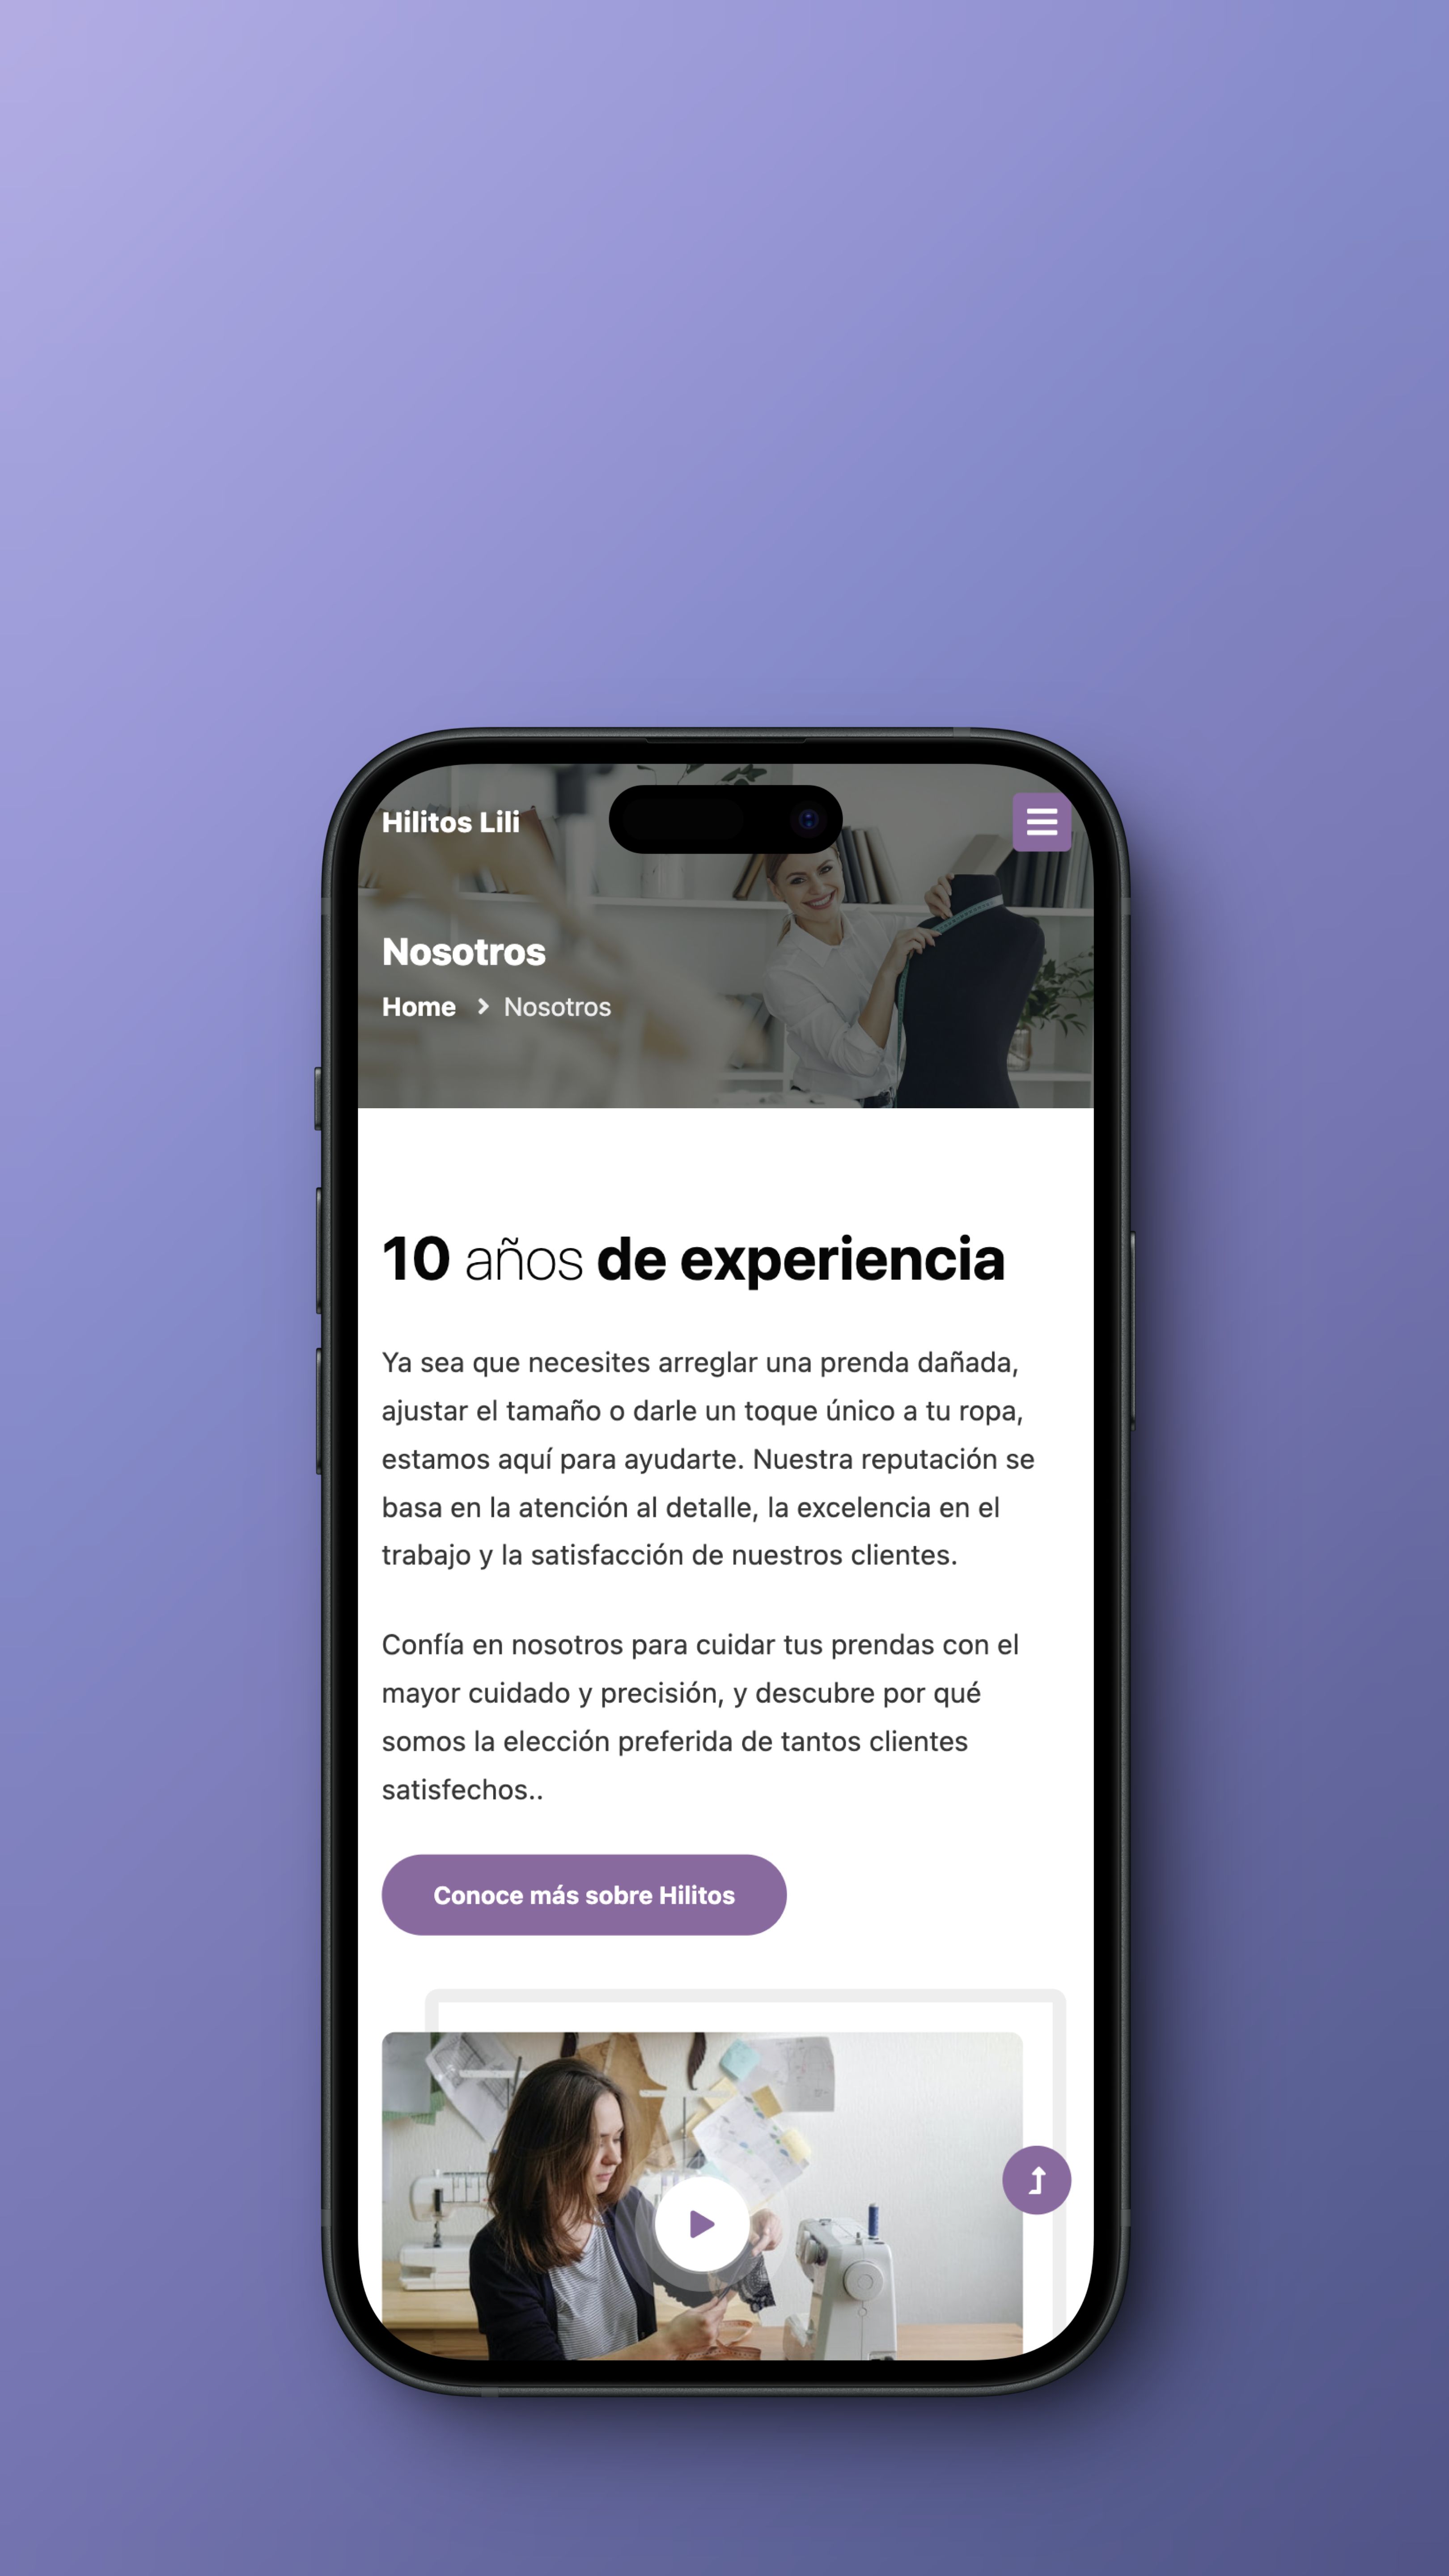 Hilitos Lili
Nosotros
Home > Nosotros
10 años de experiencia
Ya sea que necesites arreglar una prenda dañada,
ajustar el tamaño o darle un toque único a tu ropa,
estamos aquí para ayudarte. Nuestra reputación se
basa en la atención al detalle, la excelencia en el
trabajo y la satisfacción de nuestros clientes.
Confía en nosotros para cuidar tus prendas con el
mayor cuidado y precisión, y descubre por qué
somos la elección preferida de tantos clientes
satisfechos..
Conoce más sobre Hilitos